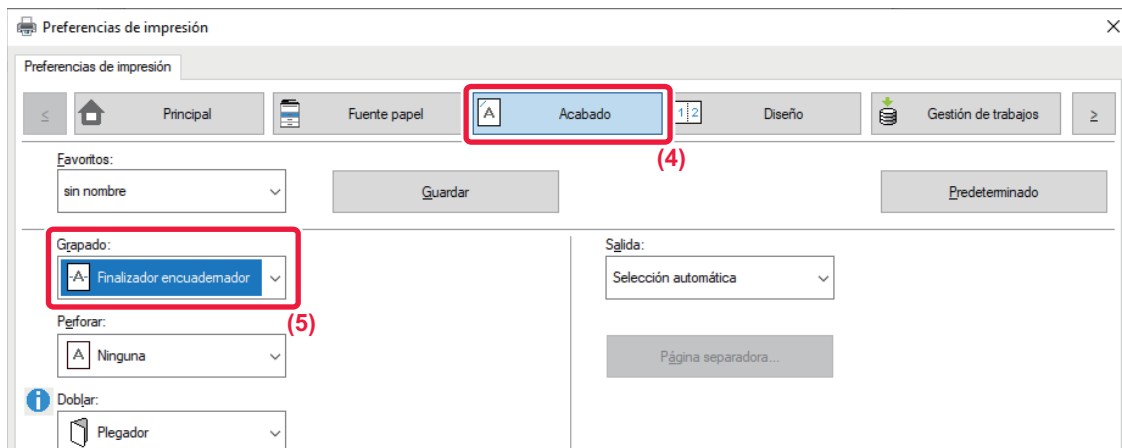 Preferencias de impresión
Preferencias de impresión
≤ Principal Fuente papel A Acabado 1 2 Diseño Gestión de trabajos ≥
(4)
Favoritos:
sin nombre Guardar Predeterminado
Grapado: Salida:
-A- Finalizador encuadernador Selección automática
(5)
Perforar:
A Ninguna Página separadora...
i Doblar:
Plegador